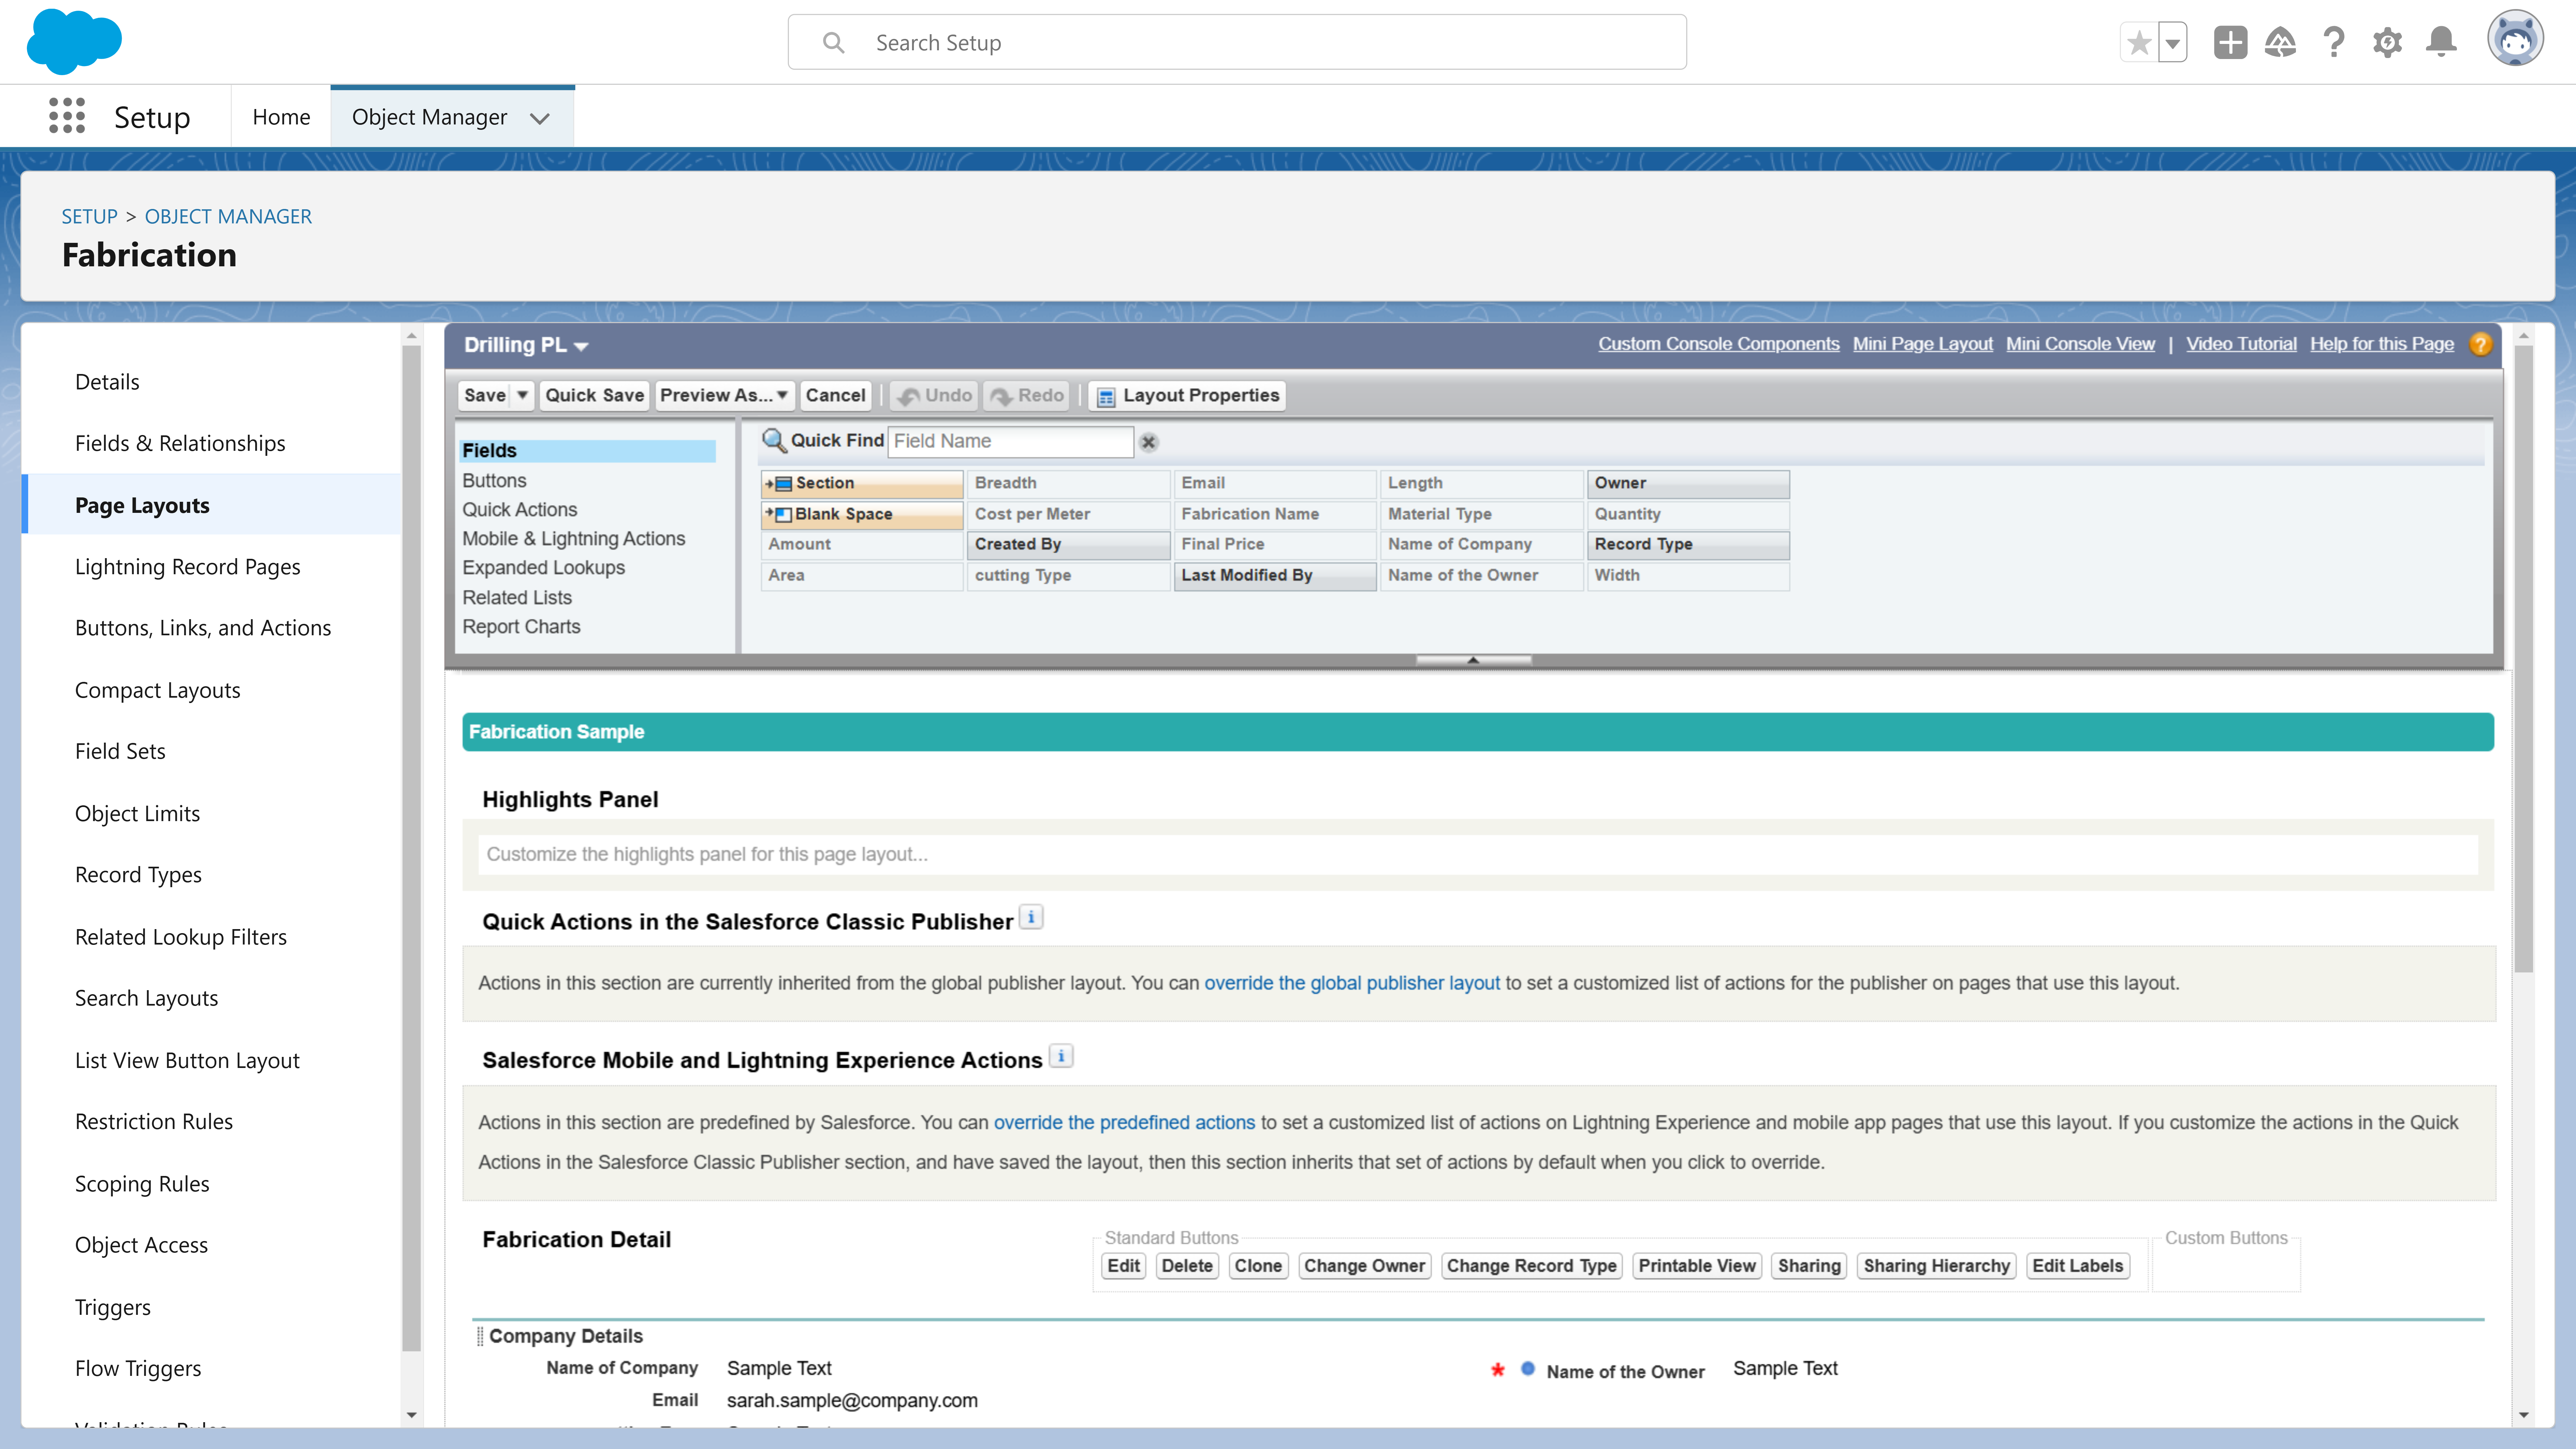 Search Setup
Setup
Home
Object Manager
SETUP > OBJECT MANAGER
Fabrication
Details
Fields & Relationships
Page Layouts
Lightning Record Pages
Buttons, Links, and Actions
Compact Layouts
Field Sets
Object Limits
Record Types
Related Lookup Filters
Search Layouts
List View Button Layout
Restriction Rules
Scoping Rules
Object Access
Triggers
Flow Triggers
Drilling PL
Custom Console Components Mini Page Layout Mini Console View | Video Tutorial Help for this Page ?
Save Quick Save Preview As... Cancel Undo Redo Layout Properties
Fields
Buttons
Quick Actions
Mobile & Lightning Actions
Expanded Lookups
Related Lists
Report Charts
Quick Find Field Name
Section Breadth Email Length Owner
Blank Space Cost per Meter Fabrication Name Material Type Quantity
Amount Created By Final Price Name of Company Record Type
Area cutting Type Last Modified By Name of the Owner Width
Fabrication Sample
Highlights Panel
Customize the highlights panel for this page layout...
Quick Actions in the Salesforce Classic Publisher i
Actions in this section are currently inherited from the global publisher layout. You can override the global publisher layout to set a customized list of actions for the publisher on pages that use this layout.
Salesforce Mobile and Lightning Experience Actions i
Actions in this section are predefined by Salesforce. You can override the predefined actions to set a customized list of actions on Lightning Experience and mobile app pages that use this layout. If you customize the actions in the Quick
Actions in the Salesforce Classic Publisher section, and have saved the layout, then this section inherits that set of actions by default when you click to override.
Fabrication Detail
Standard Buttons
Edit Delete Clone Change Owner Change Record Type Printable View Sharing Sharing Hierarchy Edit Labels
Custom Buttons
Company Details
Name of Company Sample Text
* Name of the Owner Sample Text
Email sarah.sample@company.com